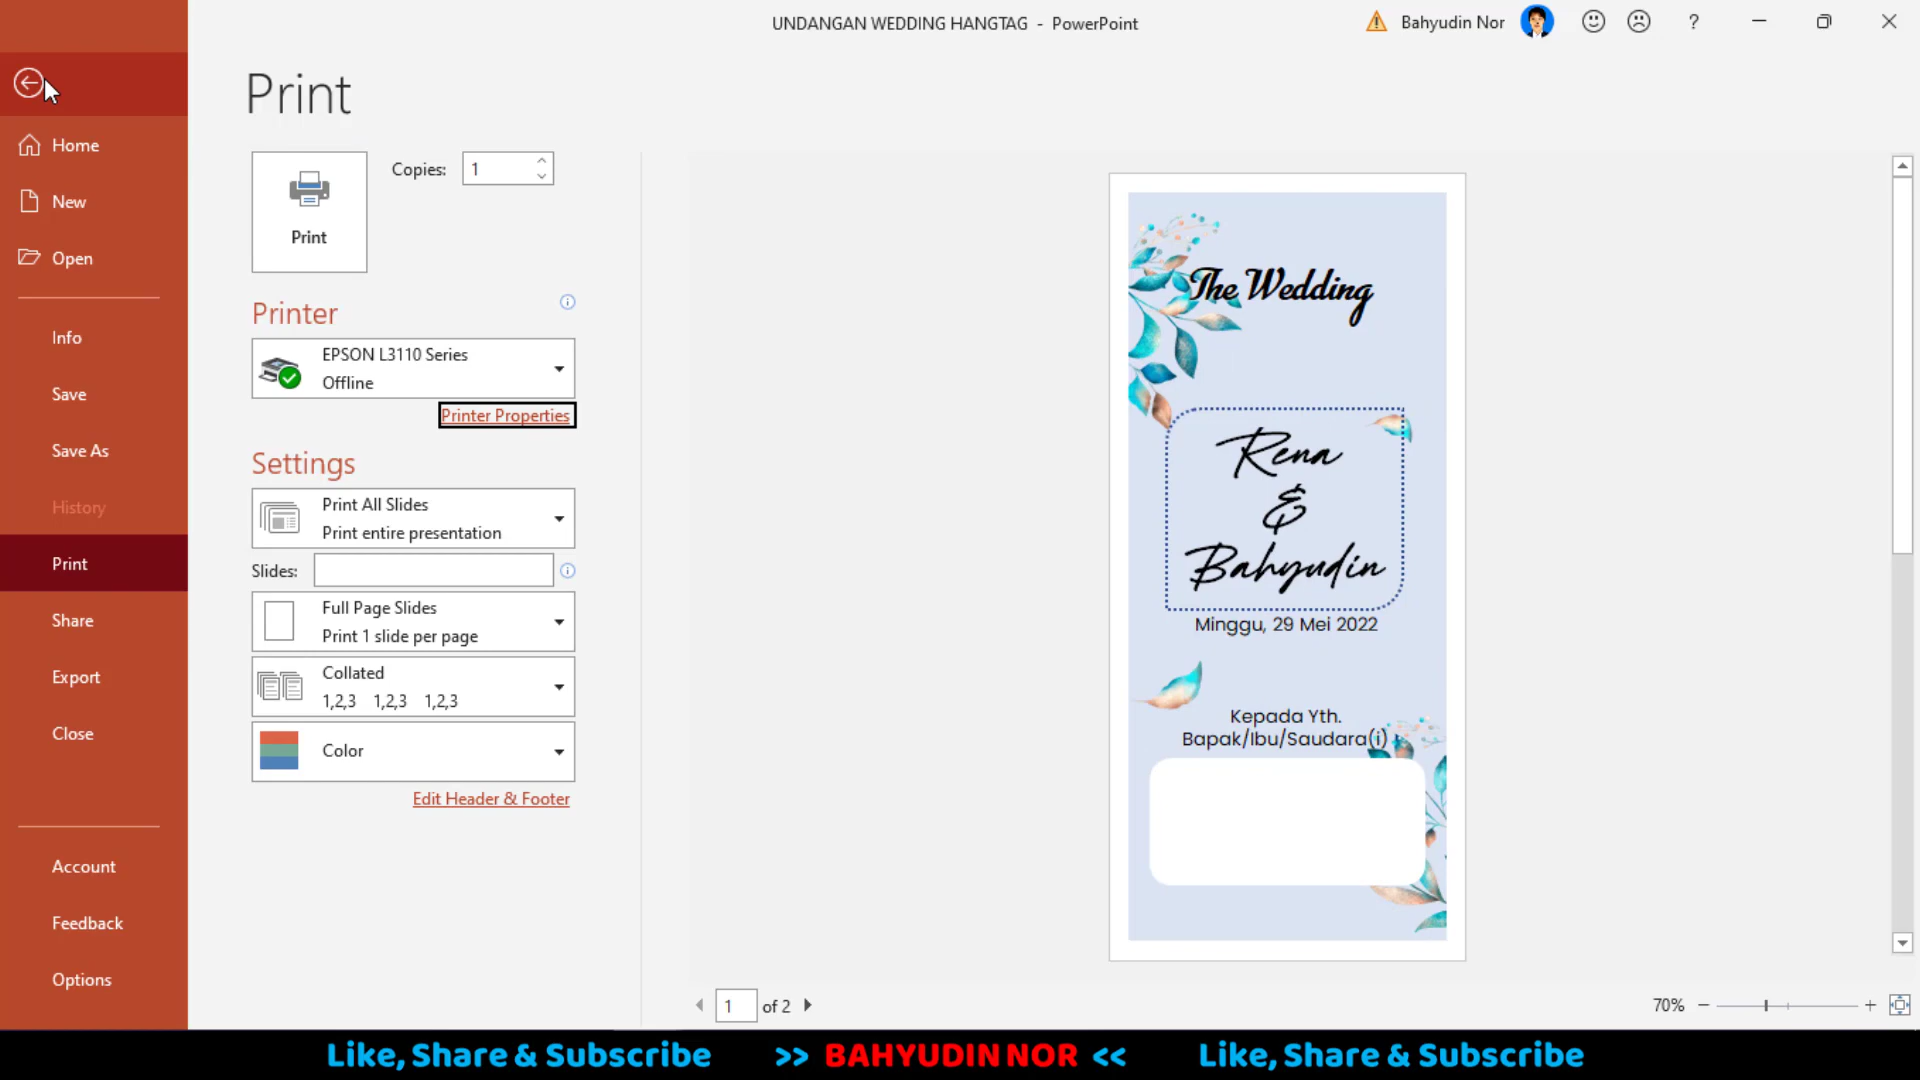 UNDANGAN WEDDING HANGTAG - PowerPoint
Bahyudin Nor
?
Print
Home
New
Open
Info
Save
Save As
History
Print
Share
Export
Close
Account
Feedback
Options
Print
Copies: 1
Printer
EPSON L3110 Series
Offline
Printer Properties
Settings
Print All Slides
Print entire presentation
Slides:
Full Page Slides
Print 1 slide per page
Collated
1,2,3 1,2,3 1,2,3
Color
Edit Header & Footer
The Wedding
Rena
&
Bahyudin
Minggu, 29 Mei 2022
Kepada Yth.
Bapak/Ibu/Saudara(i)
1 of 2
70%
Like, Share & Subscribe >> BAHYUDIN NOR << Like, Share & Subscribe